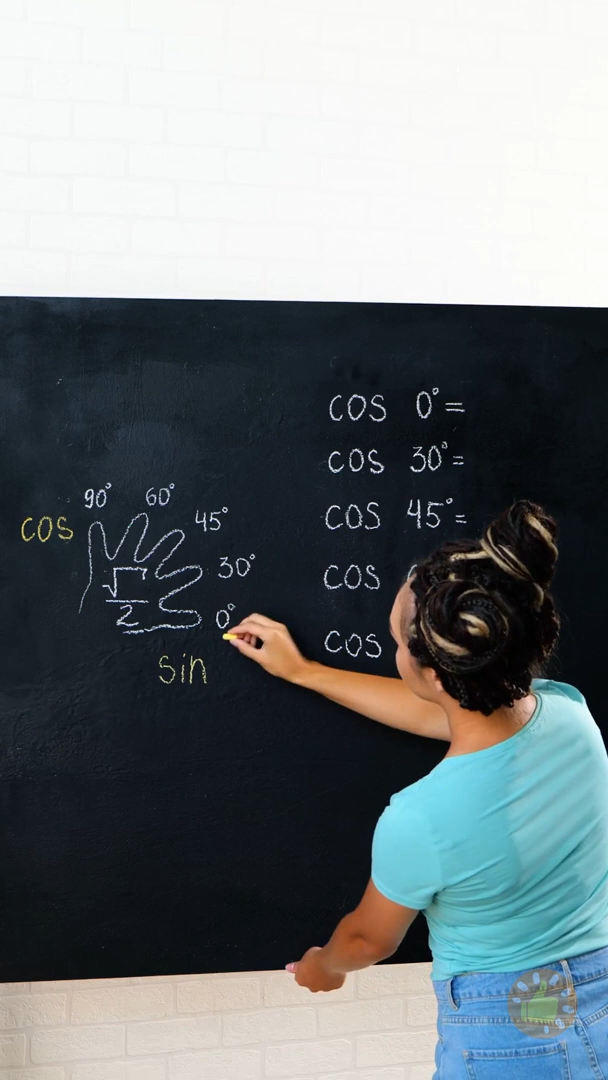 cos 0°=
cos 30°=
cos 45°=
cos
cos
90° 60°
45°
cos
30°
0°
√
2
sin